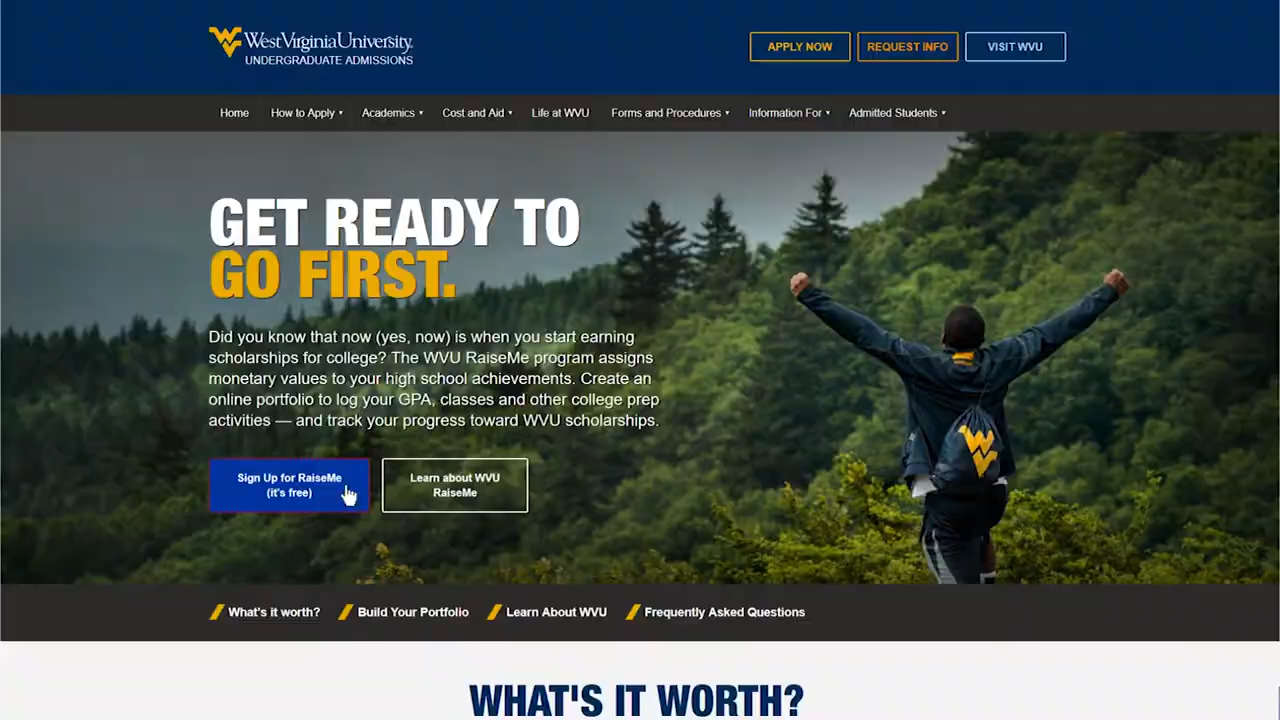 West Virginia University.
UNDERGRADUATE ADMISSIONS
APPLY NOW
REQUEST INFO
VISIT WVU
Home
How to Apply
Academics
Cost and Aid
Life at WVU
Forms and Procedures
Information For
Admitted Students
GET READY TO
GO FIRST.
Did you know that now (yes, now) is when you start earning
scholarships for college? The WVU RaiseMe program assigns
monetary values to your high school achievements. Create an
online portfolio to log your GPA, classes and other college prep
activities — and track your progress toward WVU scholarships.
Sign Up for RaiseMe
(it's free)
Learn about WVU
RaiseMe
What's it worth?
Build Your Portfolio
Learn About WVU
Frequently Asked Questions
WHAT'S IT WORTH?